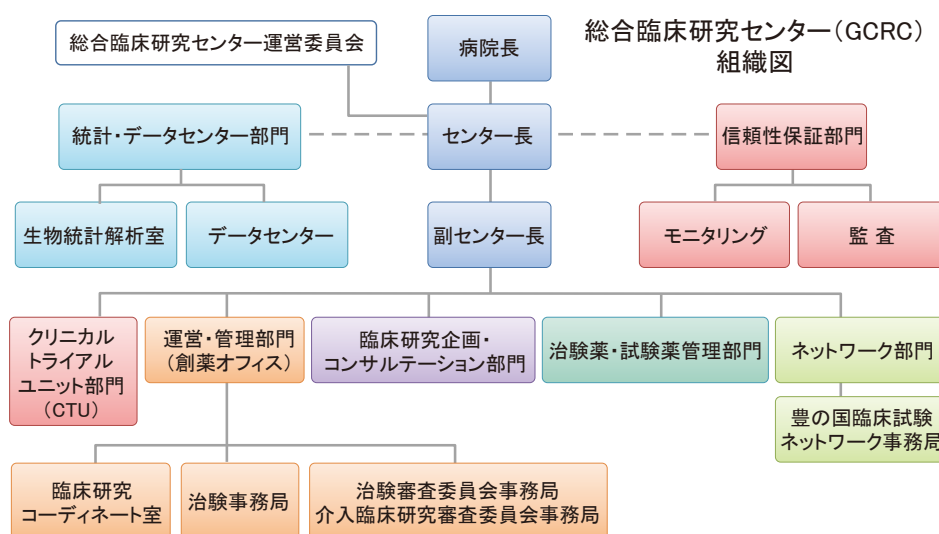 総合臨床研究センター(GCRC)
組織図
総合臨床研究センター運営委員会
病院長
統計・データセンター部門
センター長
信頼性保証部門
生物統計解析室
データセンター
副センター長
モニタリング
監 査
クリニカル
トライアル
ユニット部門
(CTU)
運営・管理部門
(創薬オフィス)
臨床研究企画・
コンサルテーション部門
治験薬・試験薬管理部門
ネットワーク部門
豊の国臨床試験
ネットワーク事務局
臨床研究
コーディネート室
治験事務局
治験審査委員会事務局
介入臨床研究審査委員会事務局